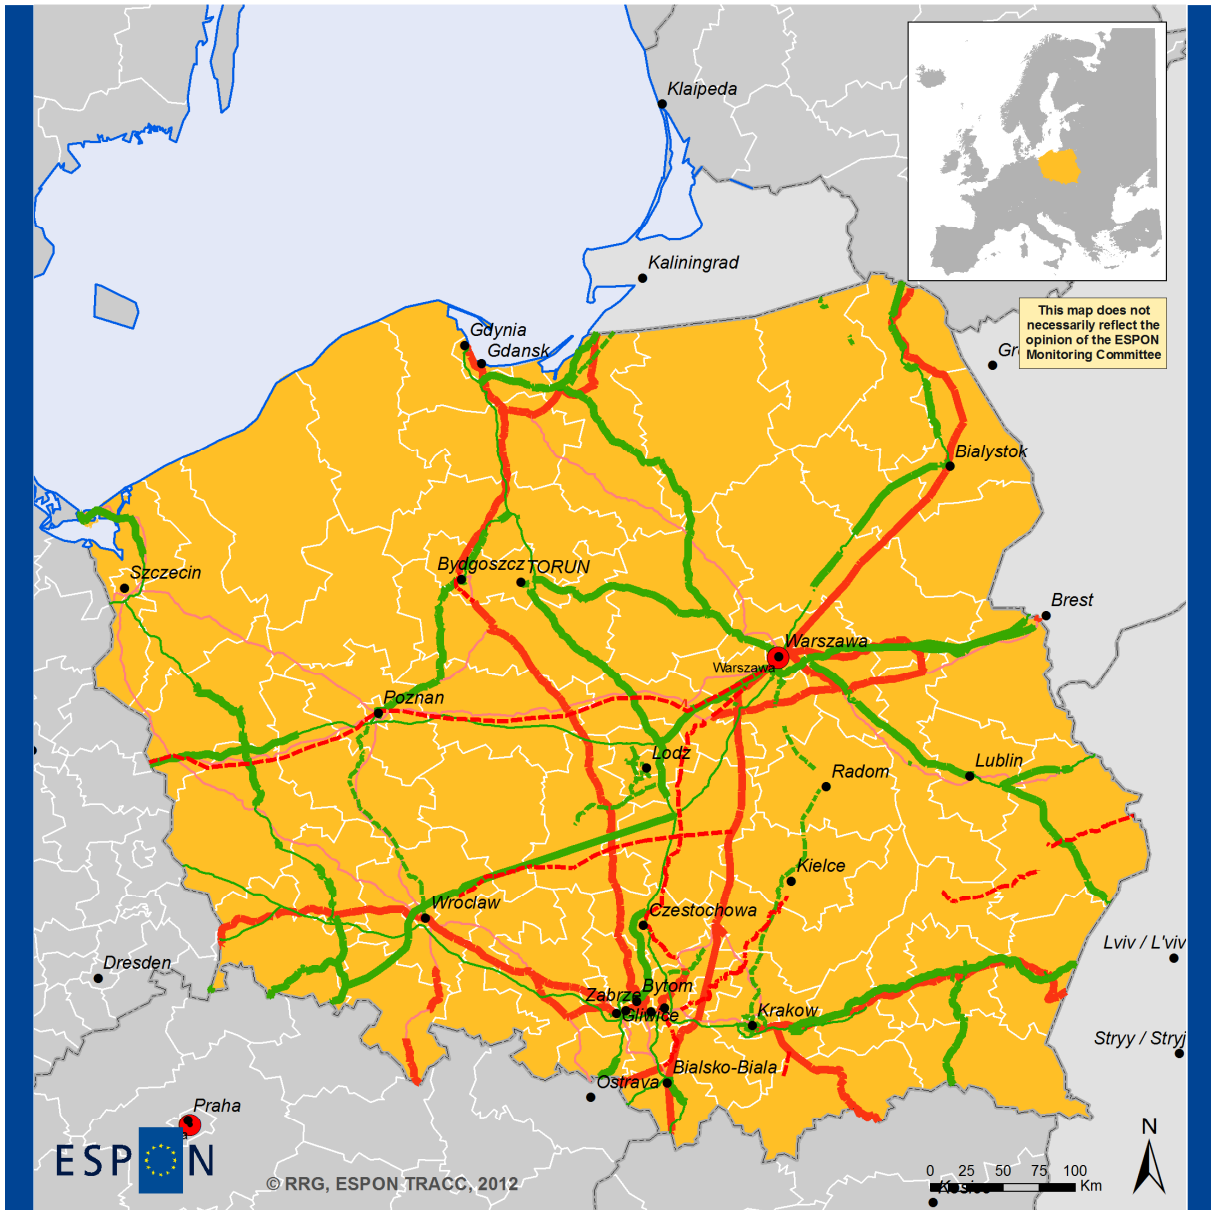 Klaipeda
Kaliningrad
This map does not
necessarily reflect the
opinion of the ESPON
Monitoring Committee
Gdynia
Gdansk
Gr
Bialystok
Bydgoszcz
TORUN
Szczecin
Brest
Warszawa
Warszawa
Poznan
Lodz
Radom
Lublin
Kielce
Wroclaw
Czestochowa
Lviv / L'viv
Dresden
Zabrze
Bytom
Gliwice
Krakow
Stryy / Stryj
Bialsko-Biala
Ostrava
Praha
ESPON
© RRG, ESPON TRACC, 2012
N
0 25 50 75 100
Km